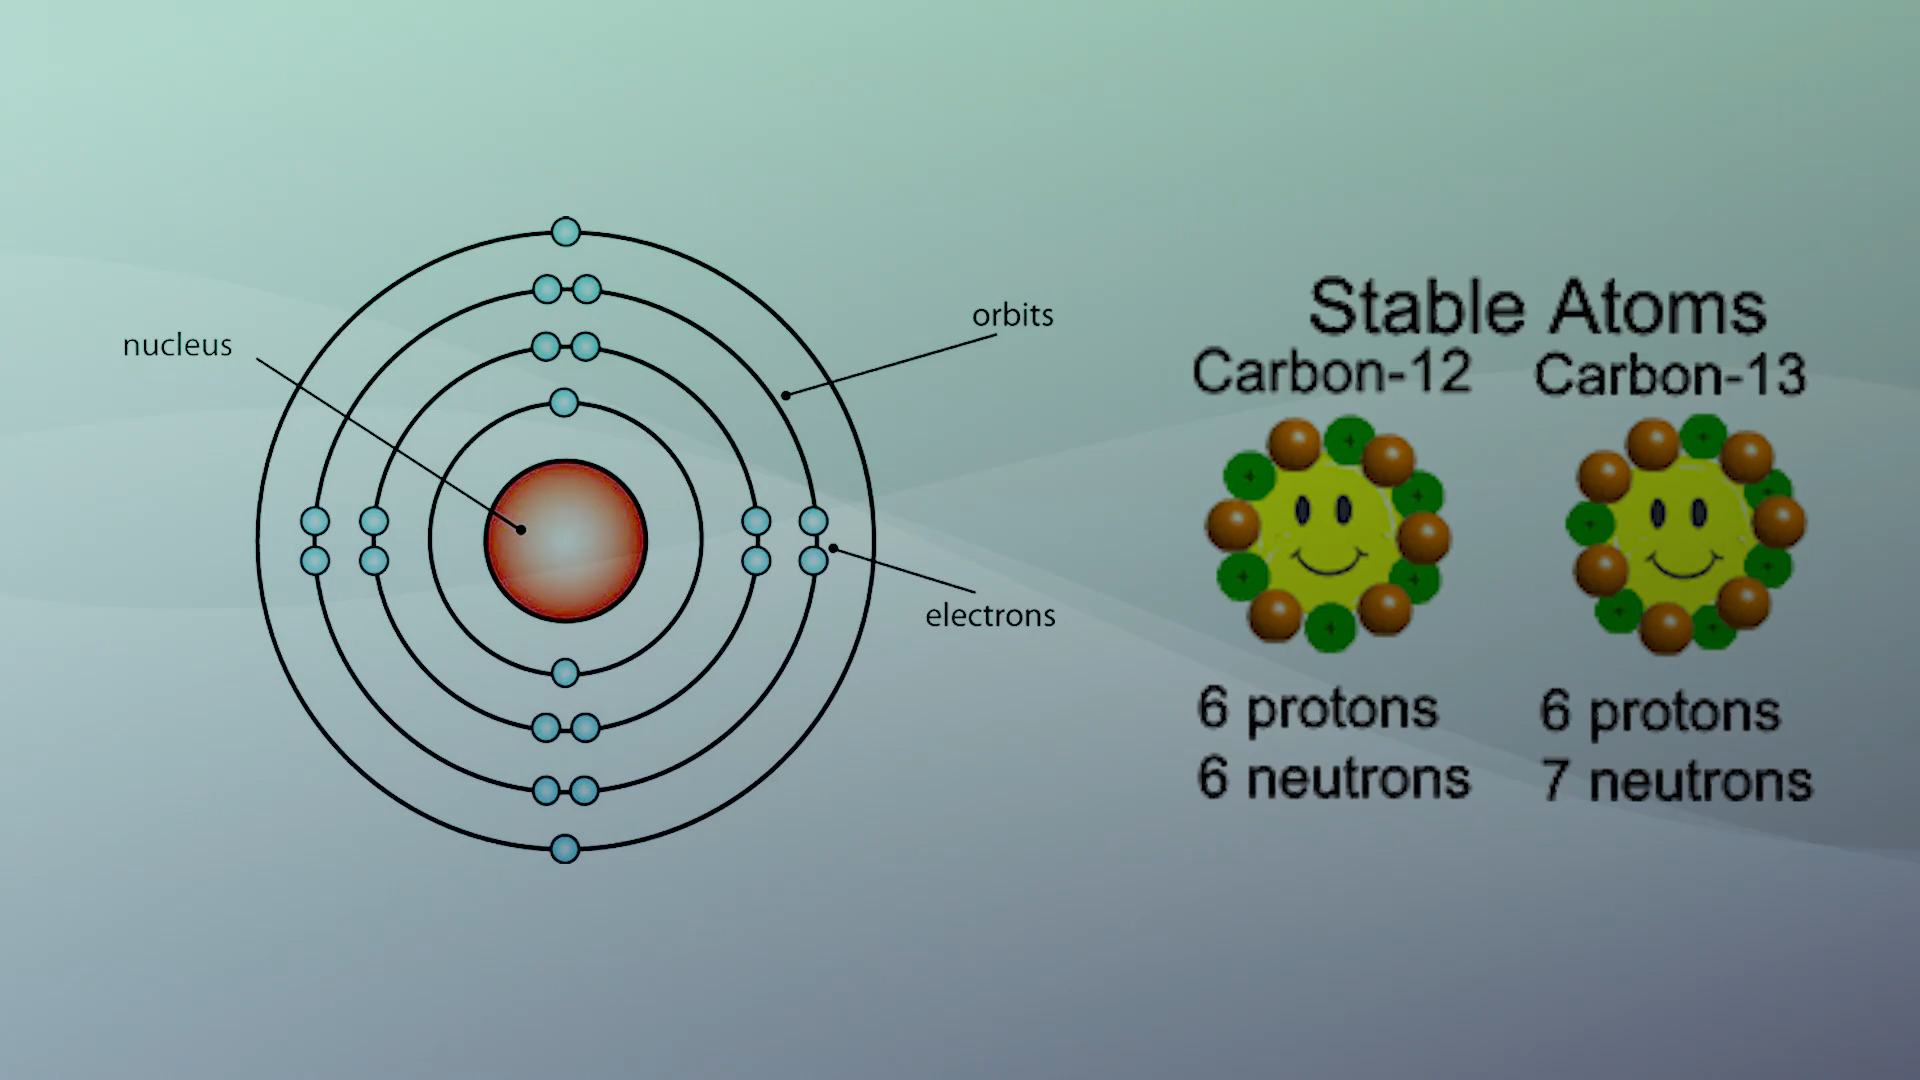 nucleus
orbits
electrons
Stable Atoms
Carbon-12
Carbon-13
6 protons
6 neutrons
6 protons
7 neutrons
+
+
+
+
+
+
+
+
+
+
+